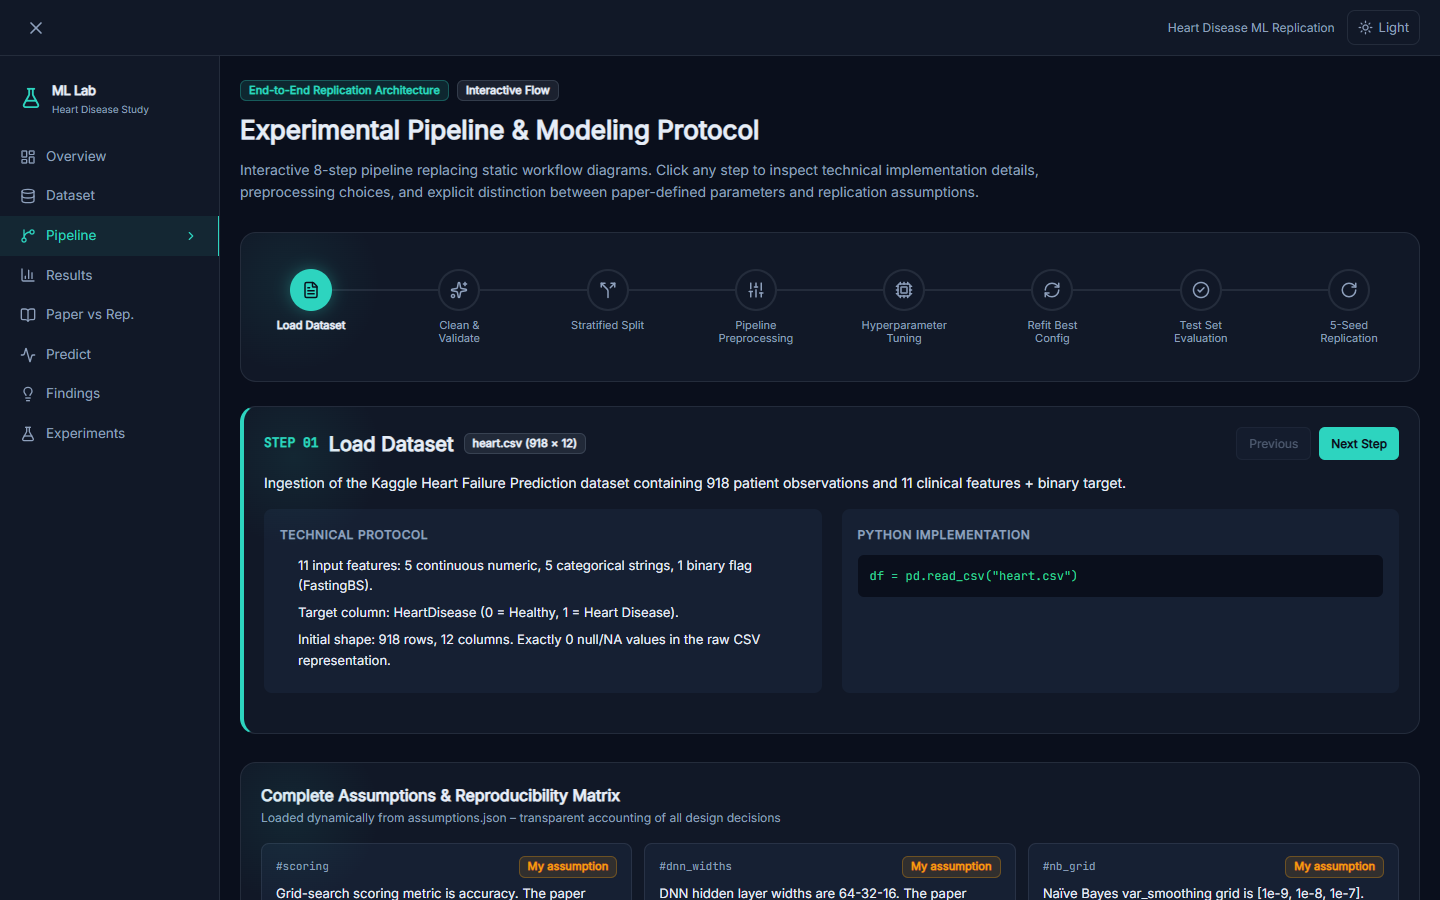 Heart Disease ML Replication
Light
ML Lab
Heart Disease Study
Overview
Dataset
Pipeline
Results
Paper vs Rep.
Predict
Findings
Experiments
End-to-End Replication Architecture
Interactive Flow
Experimental Pipeline & Modeling Protocol
Interactive 8-step pipeline replacing static workflow diagrams. Click any step to inspect technical implementation details,
preprocessing choices, and explicit distinction between paper-defined parameters and replication assumptions.
Load Dataset
Clean &
Validate
Stratified Split
Pipeline
Preprocessing
Hyperparameter
Tuning
Refit Best
Config
Test Set
Evaluation
5-Seed
Replication
STEP 01 Load Dataset heart.csv (918 × 12)
Previous
Next Step
Ingestion of the Kaggle Heart Failure Prediction dataset containing 918 patient observations and 11 clinical features + binary target.
TECHNICAL PROTOCOL
11 input features: 5 continuous numeric, 5 categorical strings, 1 binary flag
(FastingBS).
Target column: HeartDisease (0 = Healthy, 1 = Heart Disease).
Initial shape: 918 rows, 12 columns. Exactly 0 null/NA values in the raw CSV
representation.
PYTHON IMPLEMENTATION
df = pd.read_csv("heart.csv")
Complete Assumptions & Reproducibility Matrix
Loaded dynamically from assumptions.json – transparent accounting of all design decisions
#scoring
My assumption
Grid-search scoring metric is accuracy. The paper
#dnn_widths
My assumption
DNN hidden layer widths are 64-32-16. The paper
#nb_grid
My assumption
Naïve Bayes var_smoothing grid is [1e-9, 1e-8, 1e-7].